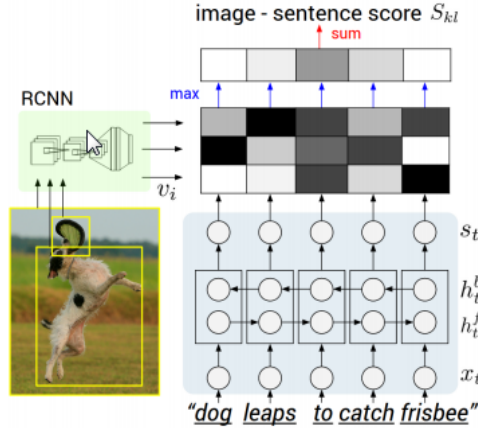 image - sentence score S_kl
sum
RCNN
max
v_i
s_t
h_t^b
h_t^f
x_t
"dog leaps to catch frisbee"